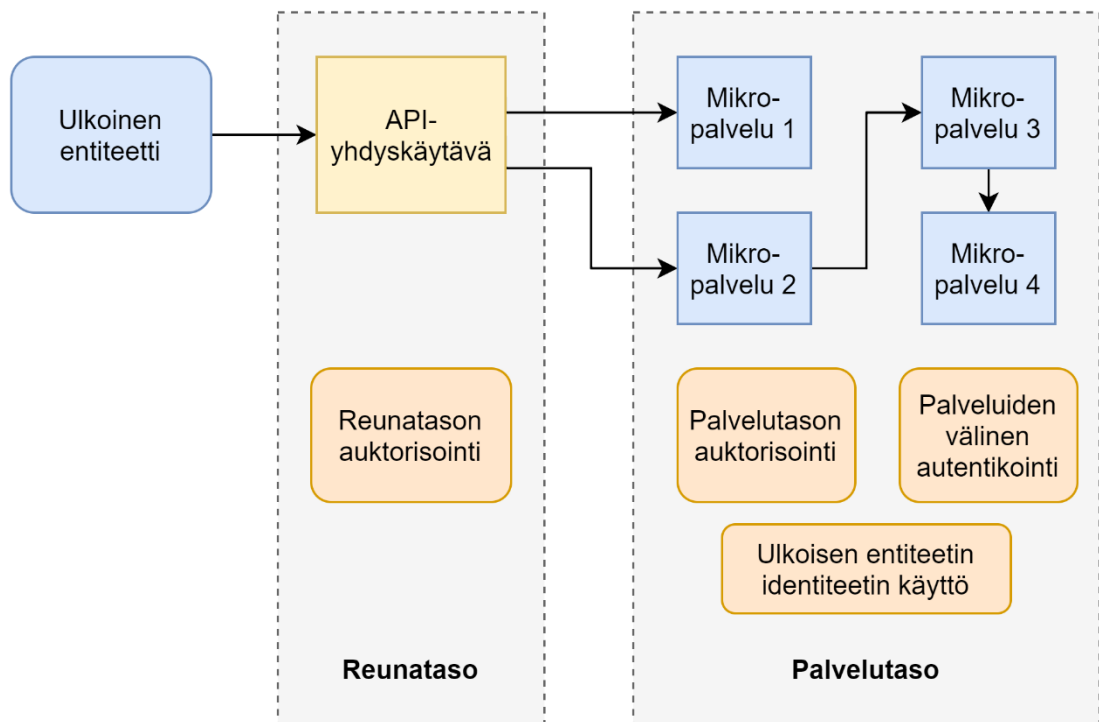 Ulkoinen
entiteetti
API-
yhdyskäytävä
Mikro-
palvelu 1
Mikro-
palvelu 3
Mikro-
palvelu 2
Mikro-
palvelu 4
Reunatason
auktorisointi
Palvelutason
auktorisointi
Palveluiden
välinen
autentikointi
Ulkoisen entiteetin
identiteetin käyttö
Reunataso
Palvelutaso